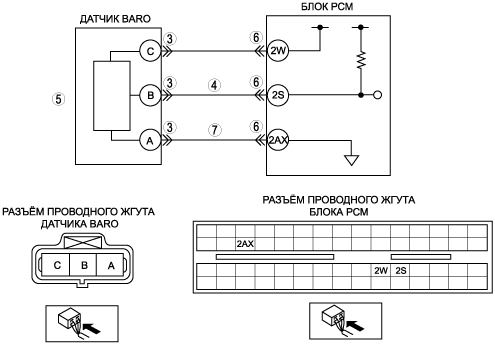 ДАТЧИК BARO
БЛОК PCM
C 3 6 2W
5 B 3 4 6 2S
A 3 7 6 2AX
РАЗЪЁМ ПРОВОДНОГО ЖГУТА
ДАТЧИКА BARO
C B A
РАЗЪЁМ ПРОВОДНОГО ЖГУТА
БЛОКА PCM
2AX
2W 2S